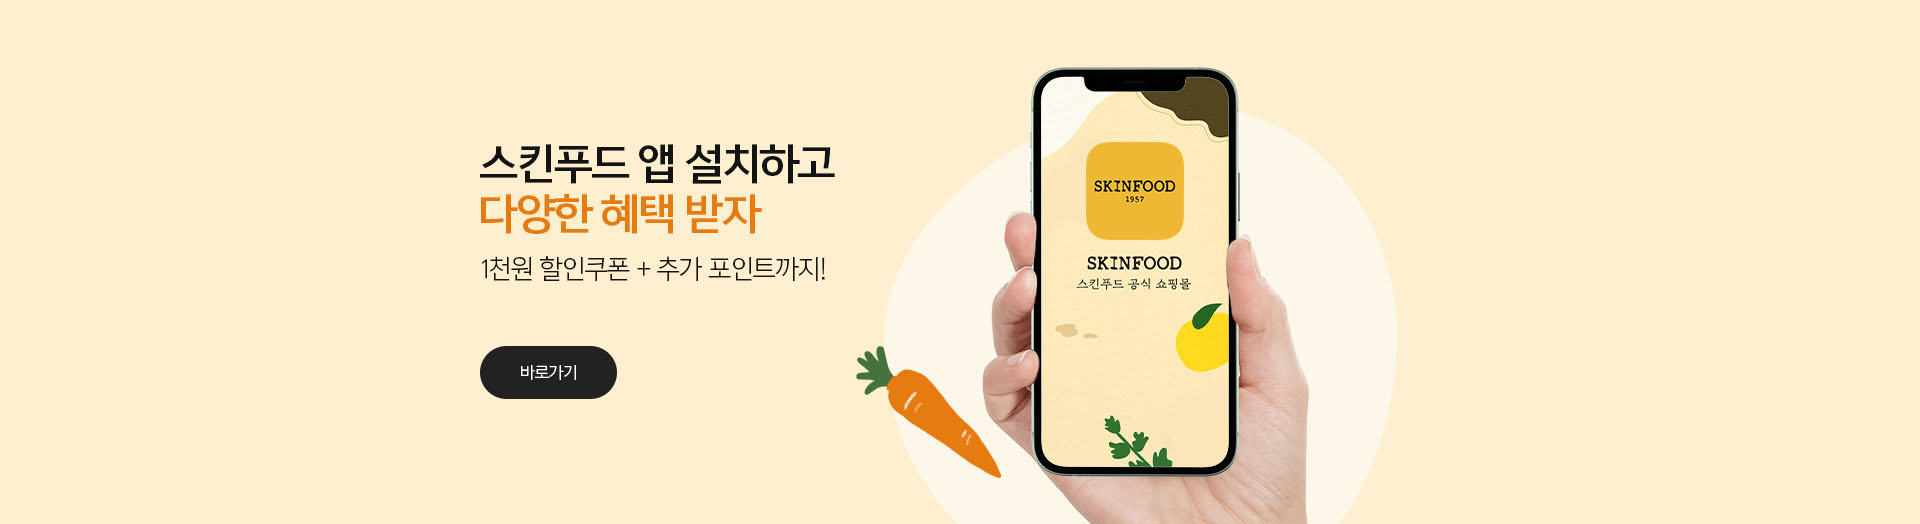 스킨푸드 앱 설치하고
다양한 혜택 받자
1천원 할인쿠폰 + 추가 포인트까지!
바로가기
SKINFOOD
1957
SKINFOOD
스킨푸드 공식 쇼핑몰